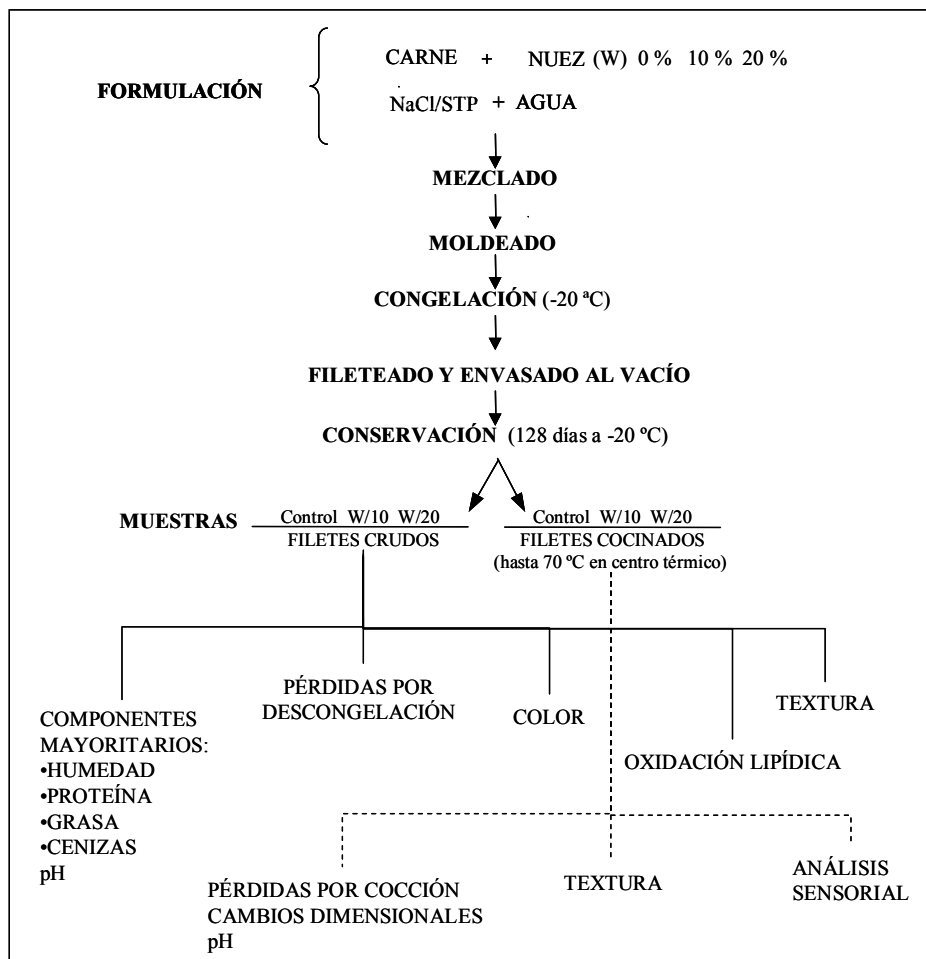 CARNE + NUEZ (W) 0 % 10 % 20 %
FORMULACIÓN
NaCl/STP + AGUA
MEZCLADO
MOLDEADO
CONGELACIÓN (-20 ªC)
FILETEADO Y ENVASADO AL VACÍO
CONSERVACIÓN (128 días a -20 ºC)
MUESTRAS
Control W/10 W/20
FILETES CRUDOS
Control W/10 W/20
FILETES COCINADOS
(hasta 70 ºC en centro térmico)
COMPONENTES
MAYORITARIOS:
•HUMEDAD
•PROTEÍNA
•GRASA
•CENIZAS
pH
PÉRDIDAS POR
DESCONGELACIÓN
COLOR
OXIDACIÓN LIPÍDICA
TEXTURA
PÉRDIDAS POR COCCIÓN
CAMBIOS DIMENSIONALES
pH
TEXTURA
ANÁLISIS
SENSORIAL